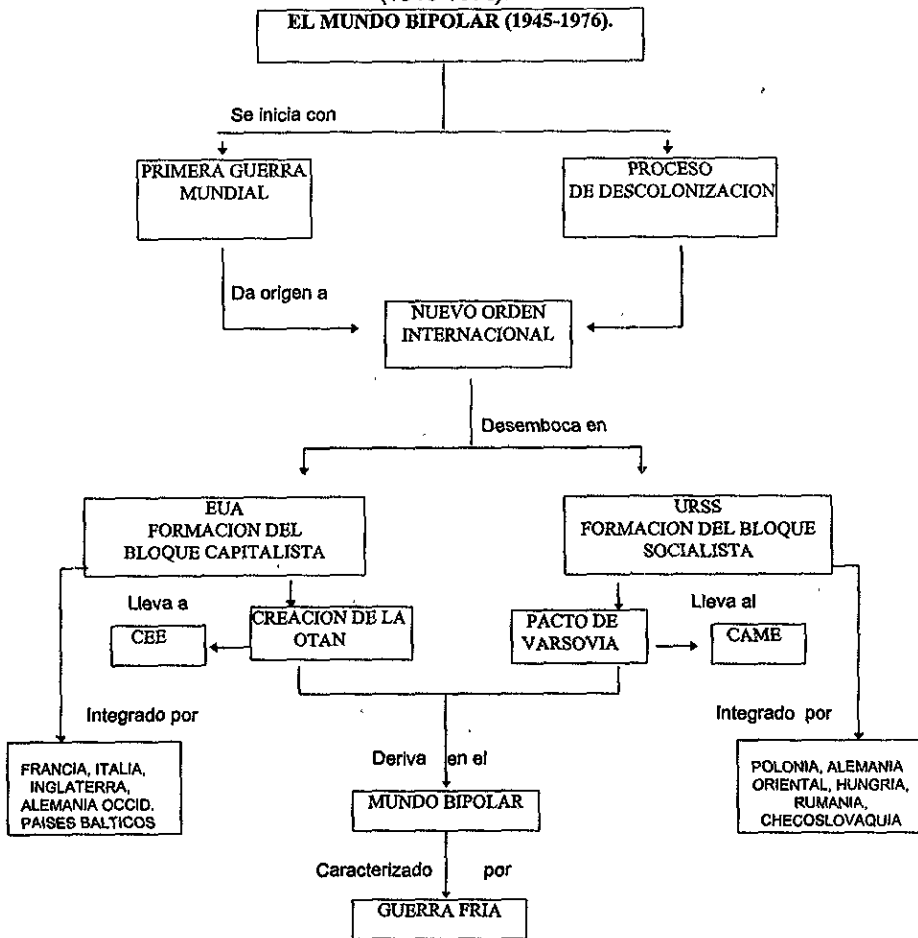 EL MUNDO BIPOLAR (1945-1976).
Se inicia con
PRIMERA GUERRA
MUNDIAL
PROCESO
DE DESCOLONIZACION
Da origen a
NUEVO ORDEN
INTERNACIONAL
Desemboca en
EUA
FORMACION DEL
BLOQUE CAPITALISTA
URSS
FORMACION DEL BLOQUE
SOCIALISTA
Lleva a
CREACION DE LA
OTAN
CEE
PACTO DE
VARSOVIA
Lleva al
CAME
Integrado por
FRANCIA, ITALIA,
INGLATERRA,
ALEMANIA OCCID.
PAISES BALTICOS
Integrado por
POLONIA, ALEMANIA
ORIENTAL, HUNGRIA,
RUMANIA,
CHECOSLOVAQUIA
Deriva en el
MUNDO BIPOLAR
Caracterizado por
GUERRA FRIA